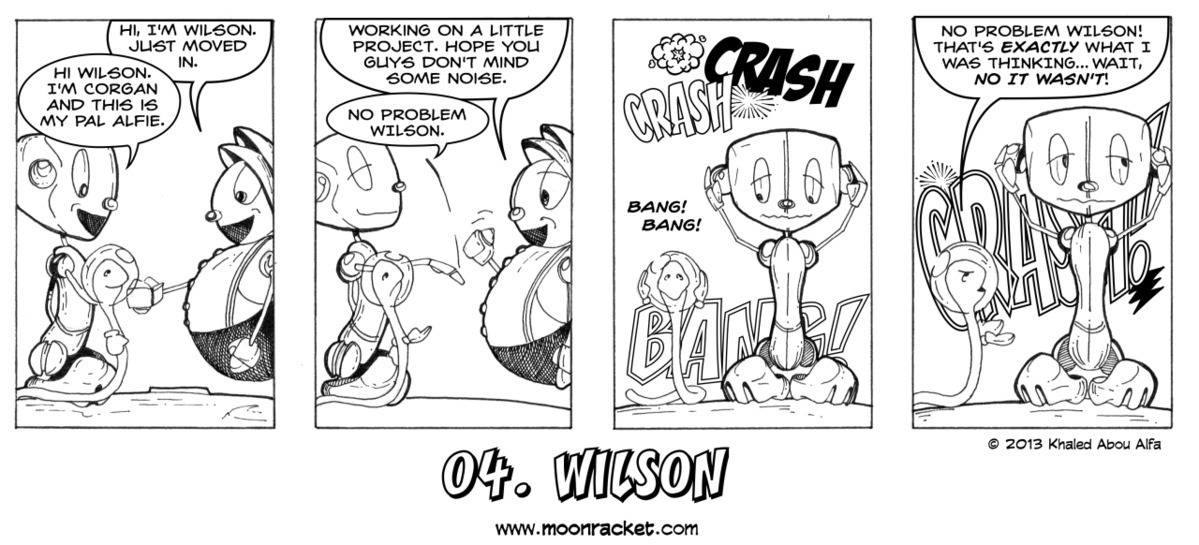 HI, I'M WILSON.
JUST MOVED
IN.
HI WILSON.
I'M CORGAN
AND THIS IS
MY PAL ALFIE.
WORKING ON A LITTLE
PROJECT. HOPE YOU
GUYS DON'T MIND
SOME NOISE.
NO PROBLEM
WILSON.
CRASH
CRASH
BANG!
BANG!
BANG!
NO PROBLEM WILSON!
THAT'S EXACTLY WHAT I
WAS THINKING... WAIT,
NO IT WASN'T!
CRASH!
© 2013 Khaled Abou Alfa
04. WILSON
www.moonracket.com